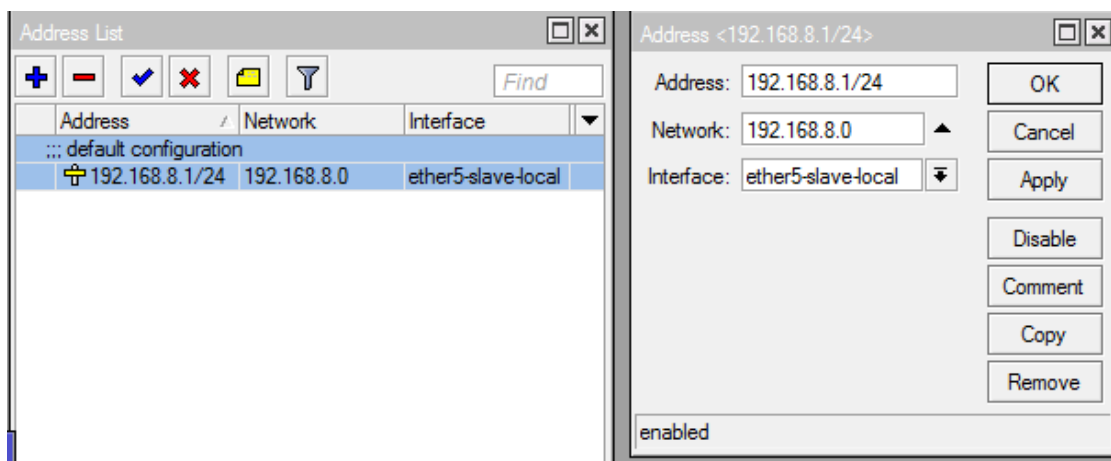 Address List
Find
Address Network Interface
;;; default configuration
192.168.8.1/24 192.168.8.0 ether5-slave-local
Address <192.168.8.1/24>
Address: 192.168.8.1/24
Network: 192.168.8.0
Interface: ether5-slave-local
OK
Cancel
Apply
Disable
Comment
Copy
Remove
enabled